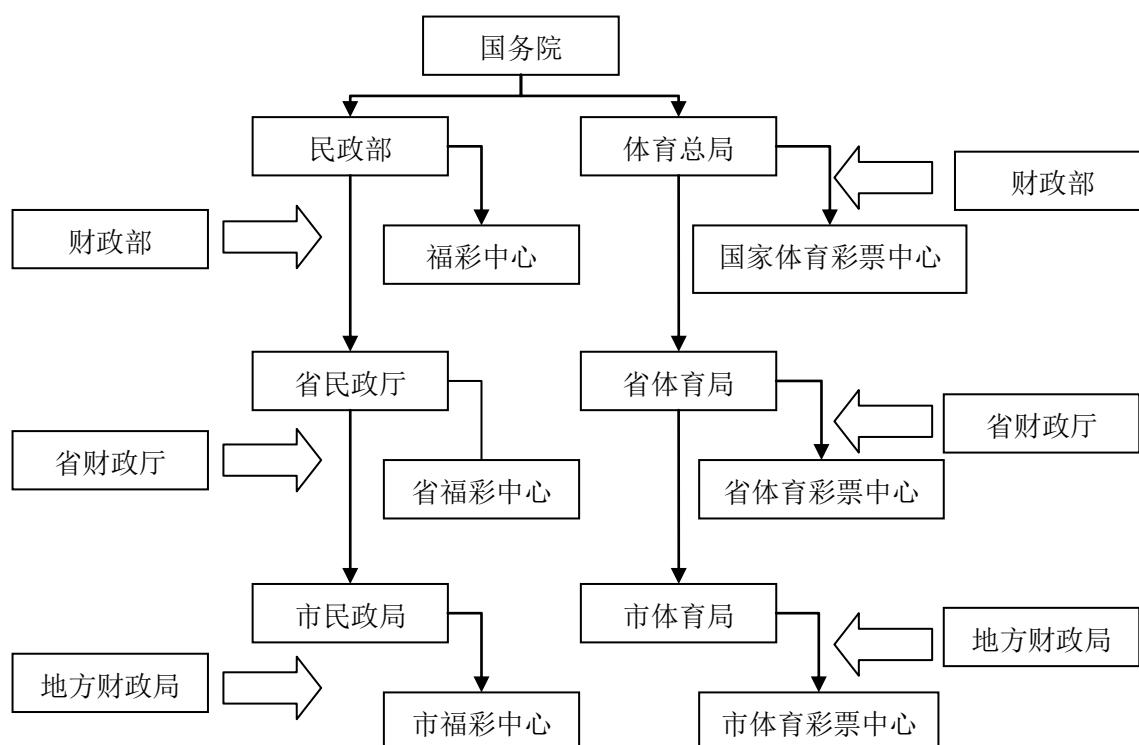 国务院
民政部
体育总局
财政部
财政部
福彩中心
国家体育彩票中心
省民政厅
省体育局
省财政厅
省财政厅
省福彩中心
省体育彩票中心
市民政局
市体育局
地方财政局
地方财政局
市福彩中心
市体育彩票中心